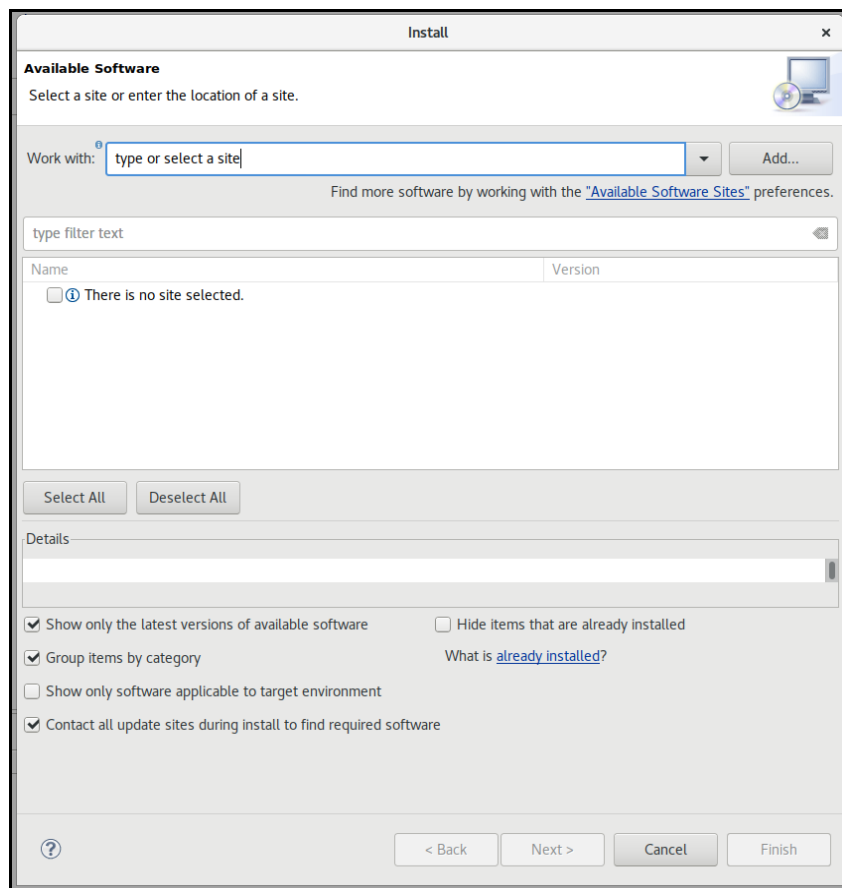 Install
Available Software
Select a site or enter the location of a site.
Work with: type or select a site Add...
Find more software by working with the "Available Software Sites" preferences.
type filter text
Name Version
There is no site selected.
Select All Deselect All
Details
Show only the latest versions of available software Hide items that are already installed
Group items by category What is already installed?
Show only software applicable to target environment
Contact all update sites during install to find required software
? < Back Next > Cancel Finish